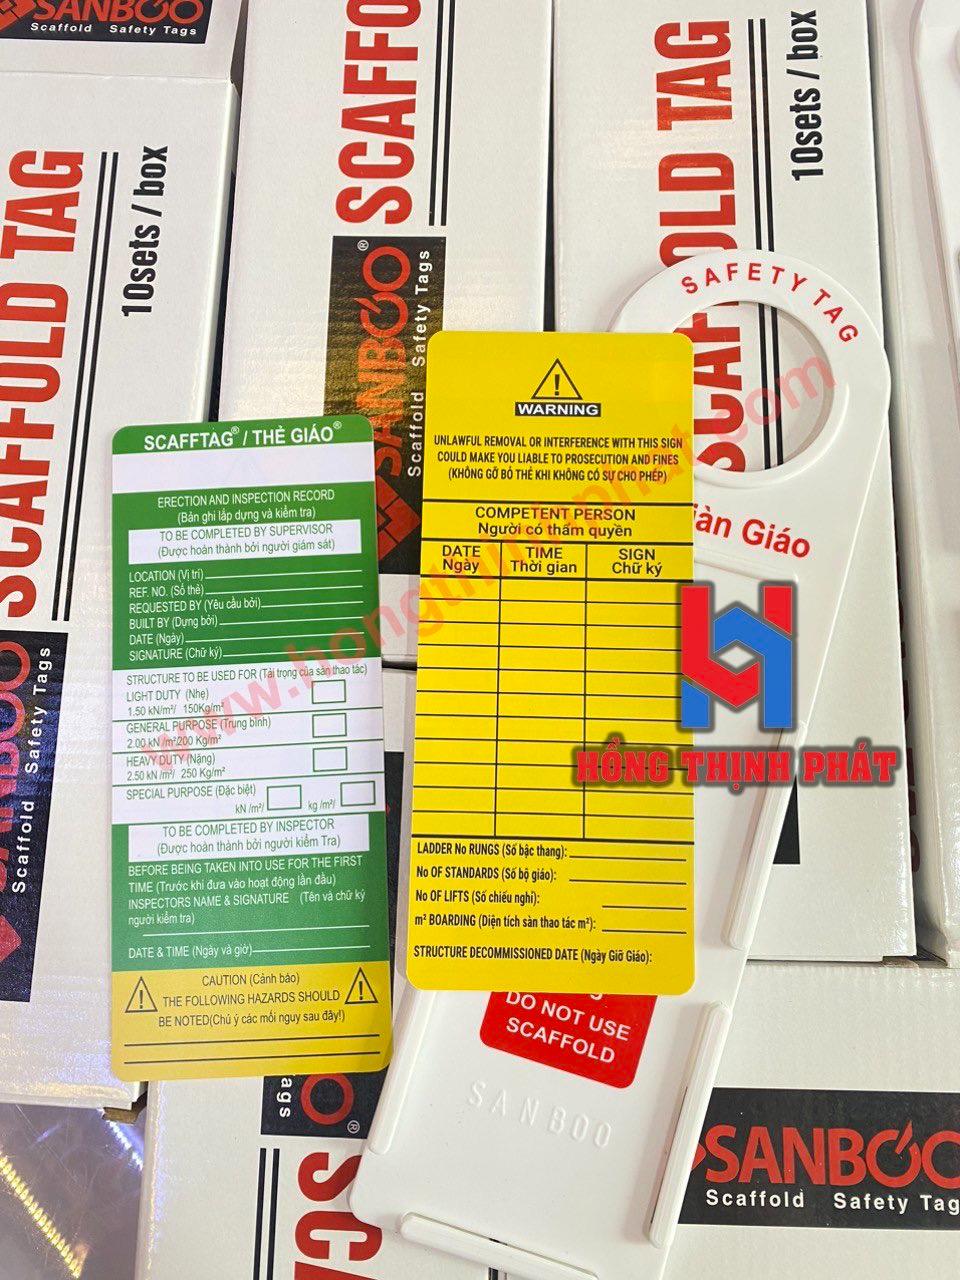 SANBOO
Scaffold Safety Tags
SCAFFOLD TAG
10sets / box
SANBOO®
Scaffold Safety Tags
SCAFFO
OLD TAG
10sets / box
SCAF
SANBOO
Scaffold Safety Tags
SAFETY TAG
iàn Giáo
DO NOT USE
SCAFFOLD
SANBOO
SCAFFTAG® / THẺ GIÁO®
ERECTION AND INSPECTION RECORD
(Bản ghi lắp dựng và kiểm tra)
TO BE COMPLETED BY SUPERVISOR
(Được hoàn thành bởi người giám sát)
LOCATION (Vị trí)
REF. NO. (Số thẻ)
REQUESTED BY (Yêu cầu bởi)
BUILT BY (Dựng bởi)
DATE (Ngày)
SIGNATURE (Chữ ký)
STRUCTURE TO BE USED FOR (Tải trọng của sàn thao tác)
LIGHT DUTY (Nhẹ)
1.50 kN/m²/ 150Kg/m²
GENERAL PURPOSE (Trung bình)
2.00 kN /m²/200 Kg/m²
HEAVY DUTY (Nặng)
2.50 kN /m²/ 250 Kg/m²
SPECIAL PURPOSE (Đặc biệt)
kN /m²/ kg /m²/
TO BE COMPLETED BY INSPECTOR
(Được hoàn thành bởi người kiểm Tra)
BEFORE BEING TAKEN INTO USE FOR THE FIRST
TIME (Trước khi đưa vào hoạt động lần đầu)
INSPECTORS NAME & SIGNATURE (Tên và chữ ký
người kiểm tra)
DATE & TIME (Ngày và giờ)
CAUTION (Cảnh báo)
THE FOLLOWING HAZARDS SHOULD
BE NOTED(Chú ý các mối nguy sau đây!)
WARNING
UNLAWFUL REMOVAL OR INTERFERENCE WITH THIS SIGN
COULD MAKE YOU LIABLE TO PROSECUTION AND FINES
(KHÔNG GỠ BỎ THẺ KHI KHÔNG CÓ SỰ CHO PHÉP)
COMPETENT PERSON
Người có thẩm quyền
DATE TIME SIGN
Ngày Thời gian Chữ ký
LADDER No RUNGS (Số bậc thang):
No OF STANDARDS (Số bộ giáo):
No OF LIFTS (Số chiếu nghỉ):
m² BOARDING (Diện tích sàn thao tác m²):
STRUCTURE DECOMMISSIONED DATE (Ngày Giỡ Giáo):
www.hongthinhphat.com
HỒNG THỊNH PHÁT
ags
®
SCAFFO
SANBOO
Scaffold Safety Tag